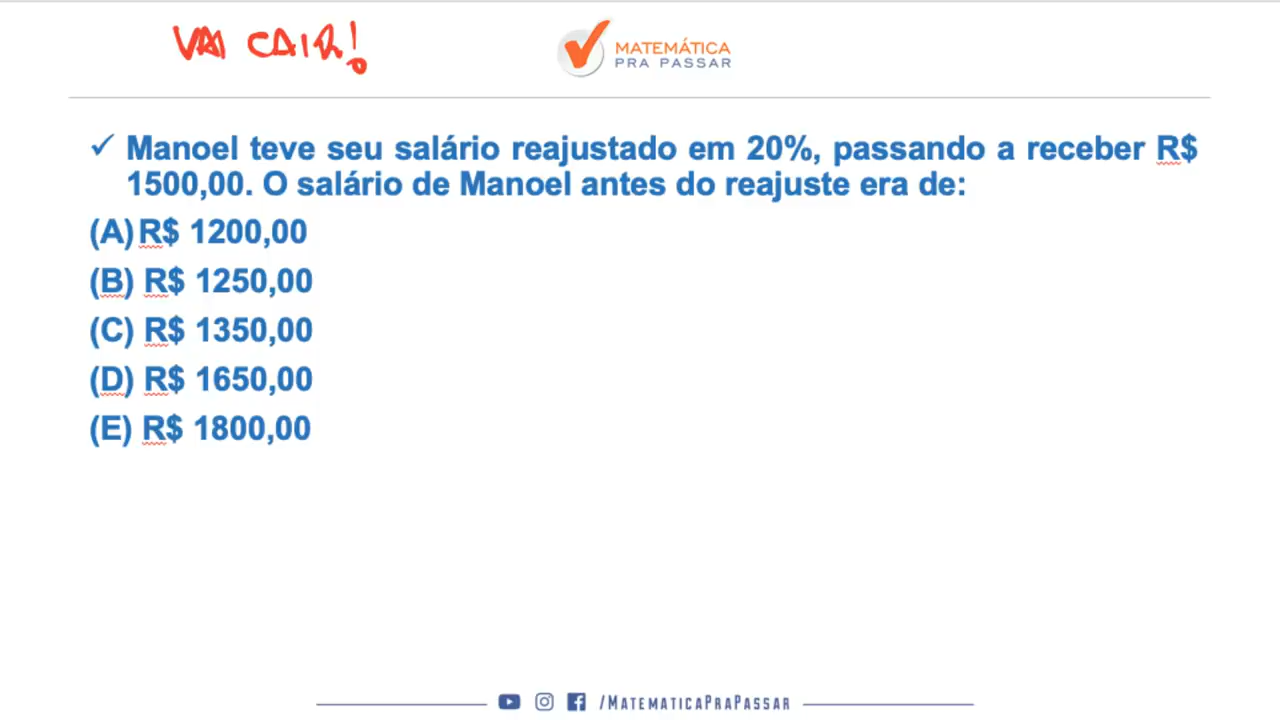 VAI CAIR!
MATEMÁTICA
PRA PASSAR
✓ Manoel teve seu salário reajustado em 20%, passando a receber R$
1500,00. O salário de Manoel antes do reajuste era de:
(A) R$ 1200,00
(B) R$ 1250,00
(C) R$ 1350,00
(D) R$ 1650,00
(E) R$ 1800,00
/MATEMATICAPRAPASSAR